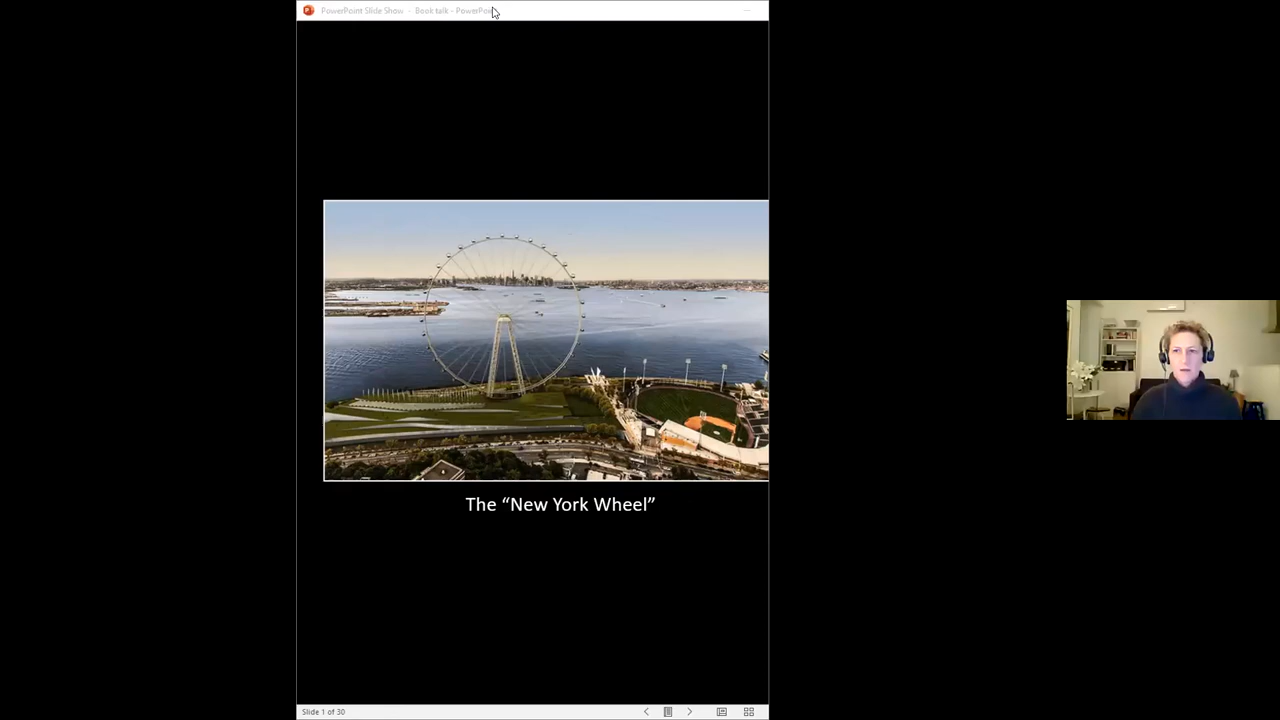 PowerPoint Slide Show - Book talk - PowerPoint
The “New York Wheel”
Slide 1 of 30